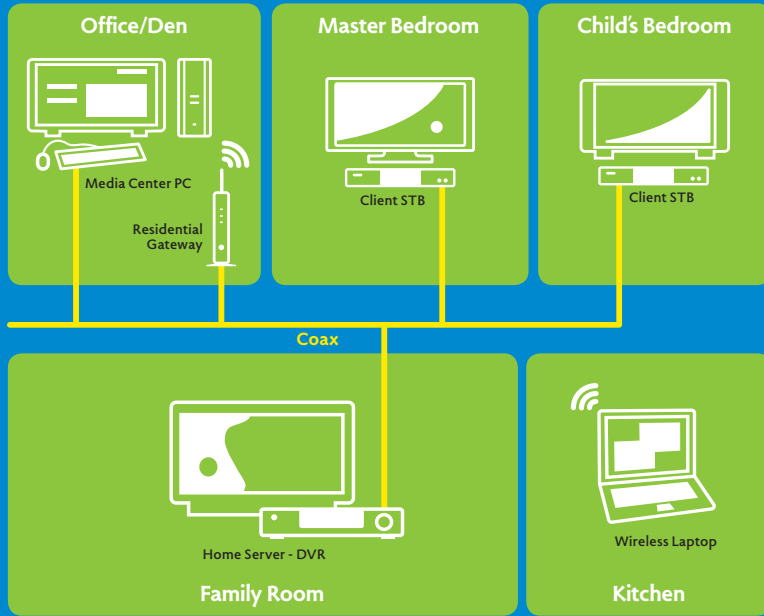 Office/Den
Master Bedroom
Child's Bedroom
Media Center PC
Residential
Gateway
Client STB
Client STB
Coax
Home Server - DVR
Wireless Laptop
Family Room
Kitchen